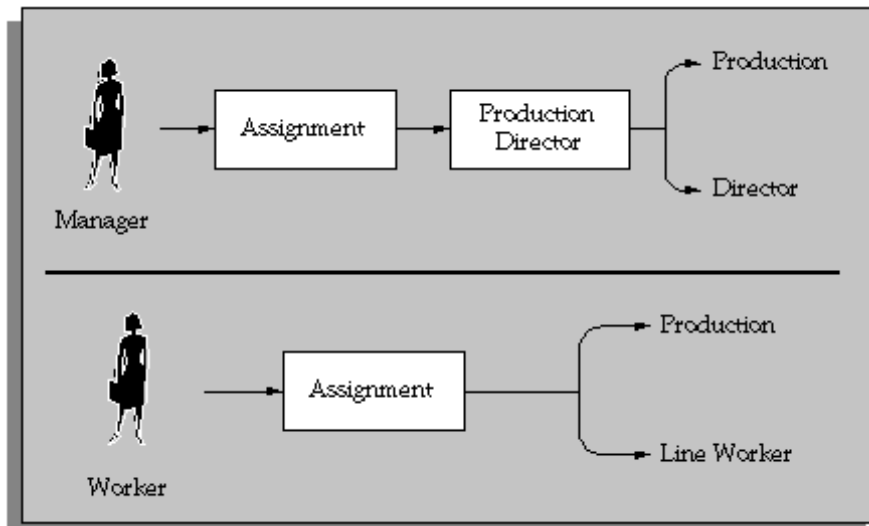 Production
Assignment
Production
Director
Director
Manager
Production
Assignment
Line Worker
Worker